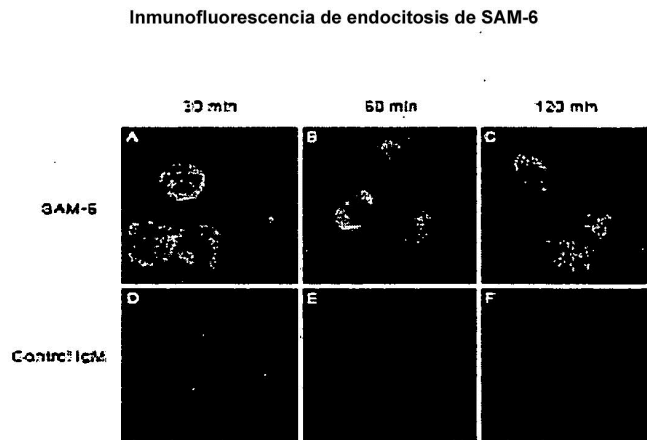 Inmunofluorescencia de endocitosis de SAM-6
30 min 60 min 120 min
A B C
SAM-6
D E F
Control IgM